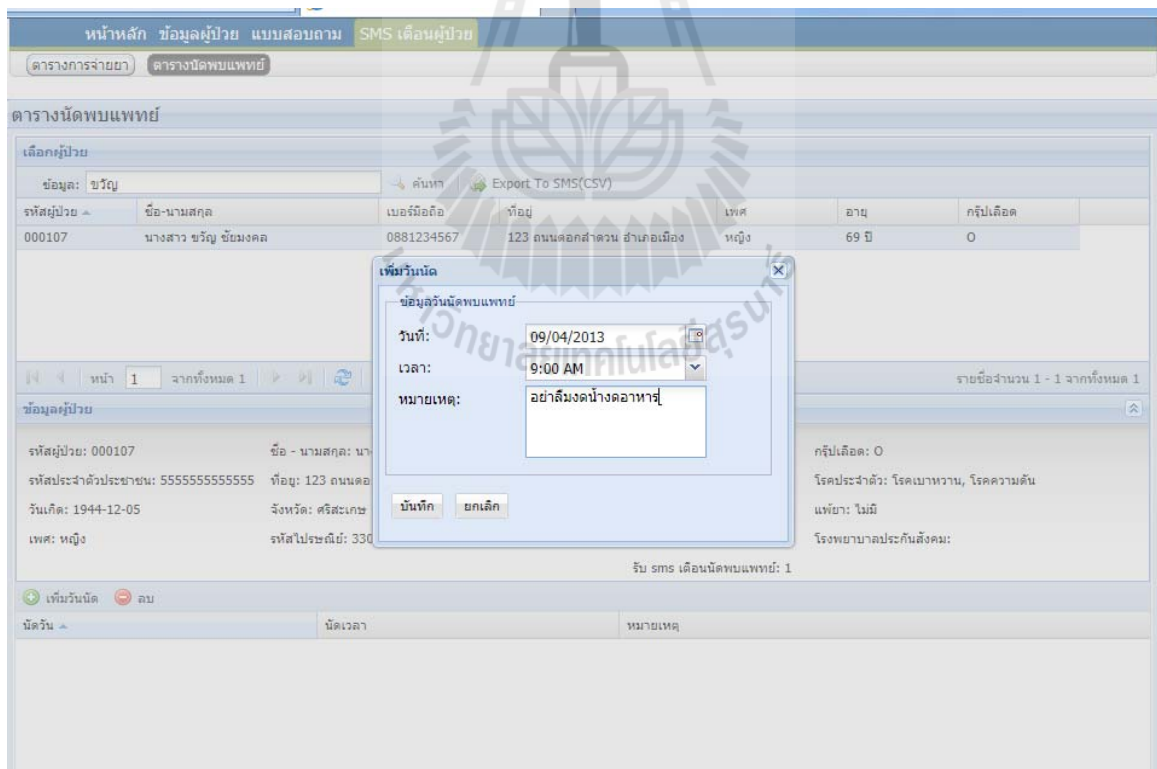 หน้าหลัก ข้อมูลผู้ป่วย แบบสอบถาม SMS เตือนผู้ป่วย
ตารางการจ่ายยา ตารางนัดพบแพทย์
ตารางนัดพบแพทย์
เลือกผู้ป่วย
ข้อมูล: ขวัญ ค้นหา Export To SMS(CSV)
รหัสผู้ป่วย ชื่อ-นามสกุล เบอร์มือถือ ที่อยู่ เพศ อายุ กรุ๊ปเลือด
000107 นางสาว ขวัญ ชัยมงคล 0881234567 123 ถนนดอกลำดวน อำเภอเมือง หญิง 69 ปี O
เพิ่มวันนัด
ข้อมูลวันนัดพบแพทย์
วันที่: 09/04/2013
เวลา: 9:00 AM
หมายเหตุ: อย่าลืมงดน้ำงดอาหาร
บันทึก ยกเลิก
มหาวิทยาลัยเทคโนโลยีสุรนารี
หน้า 1 จากทั้งหมด 1 รายชื่อจำนวน 1 - 1 จากทั้งหมด 1
ข้อมูลผู้ป่วย
รหัสผู้ป่วย: 000107 ชื่อ - นามสกุล: นา กรุ๊ปเลือด: O
รหัสประจำตัวประชาชน: 5555555555555 ที่อยู่: 123 ถนนดอ โรคประจำตัว: โรคเบาหวาน, โรคความดัน
วันเกิด: 1944-12-05 จังหวัด: ศรีสะเกษ แพ้ยา: ไม่มี
เพศ: หญิง รหัสไปรษณีย์: 330 โรงพยาบาลประกันสังคม:
รับ sms เตือนนัดพบแพทย์: 1
เพิ่มวันนัด ลบ
นัดวัน นัดเวลา หมายเหตุ